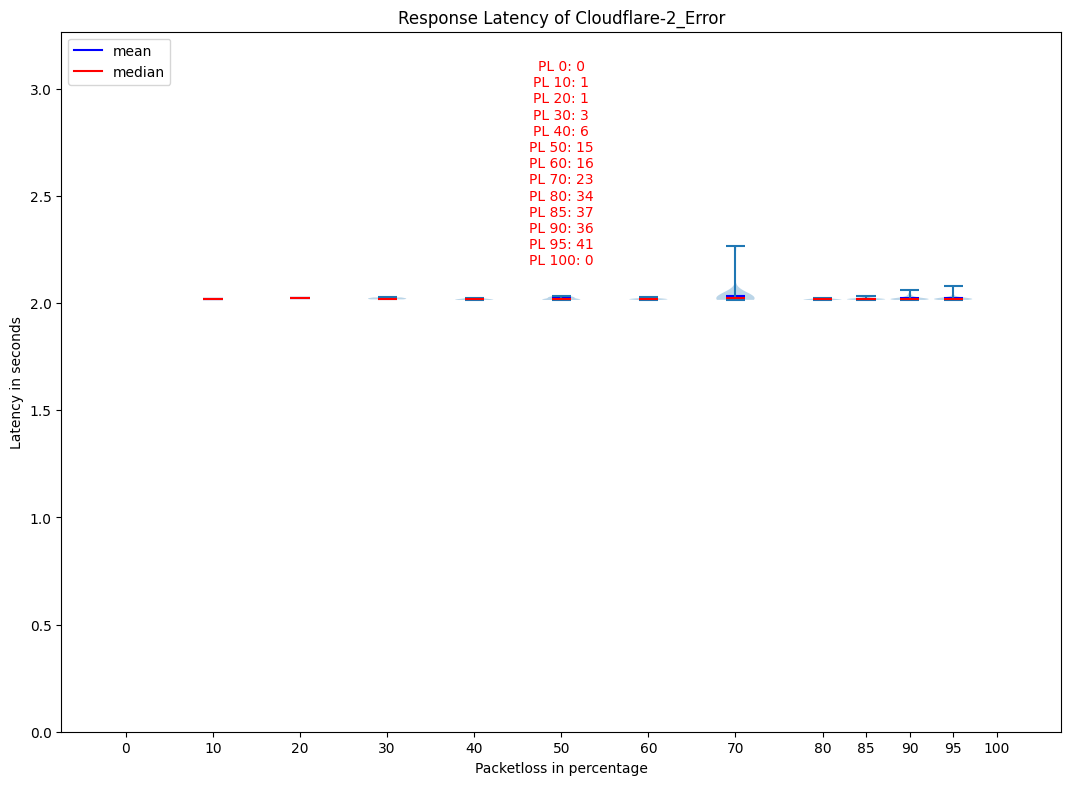 Response Latency of Cloudflare-2_Error
mean
median
PL 0: 0
PL 10: 1
PL 20: 1
PL 30: 3
PL 40: 6
PL 50: 15
PL 60: 16
PL 70: 23
PL 80: 34
PL 85: 37
PL 90: 36
PL 95: 41
PL 100: 0
3.0
2.5
2.0
1.5
1.0
0.5
0.0
Latency in seconds
0 10 20 30 40 50 60 70 80 85 90 95 100
Packetloss in percentage